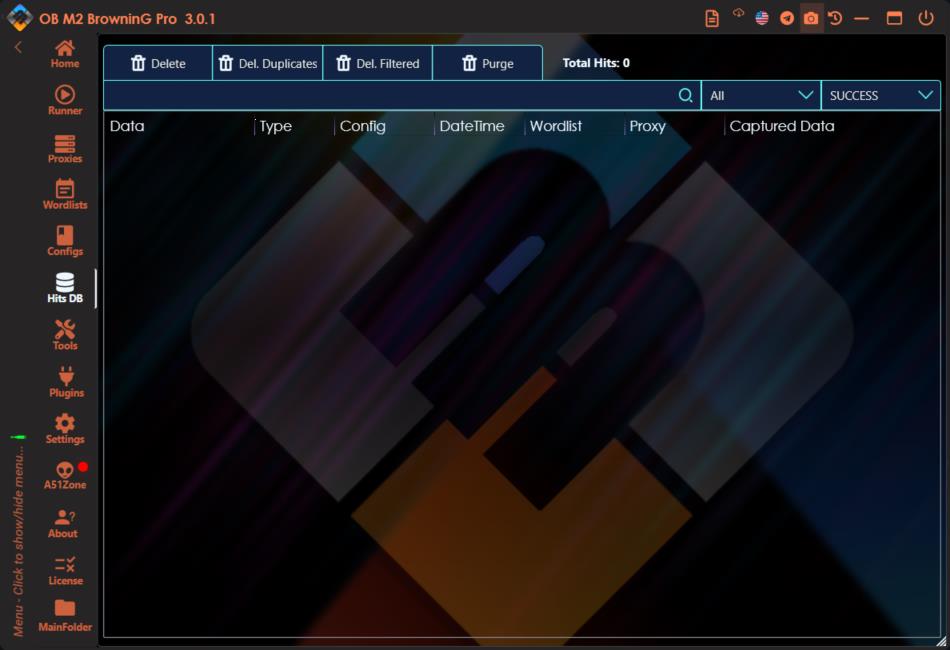 OB M2 BrowninG Pro 3.0.1
Home
Runner
Proxies
Wordlists
Configs
Hits DB
Tools
Plugins
Settings
A51Zone
About
License
MainFolder
Menu - Click to show/hide menu...
Delete
Del. Duplicates
Del. Filtered
Purge
Total Hits: 0
All
SUCCESS
Data
Type
Config
DateTime
Wordlist
Proxy
Captured Data